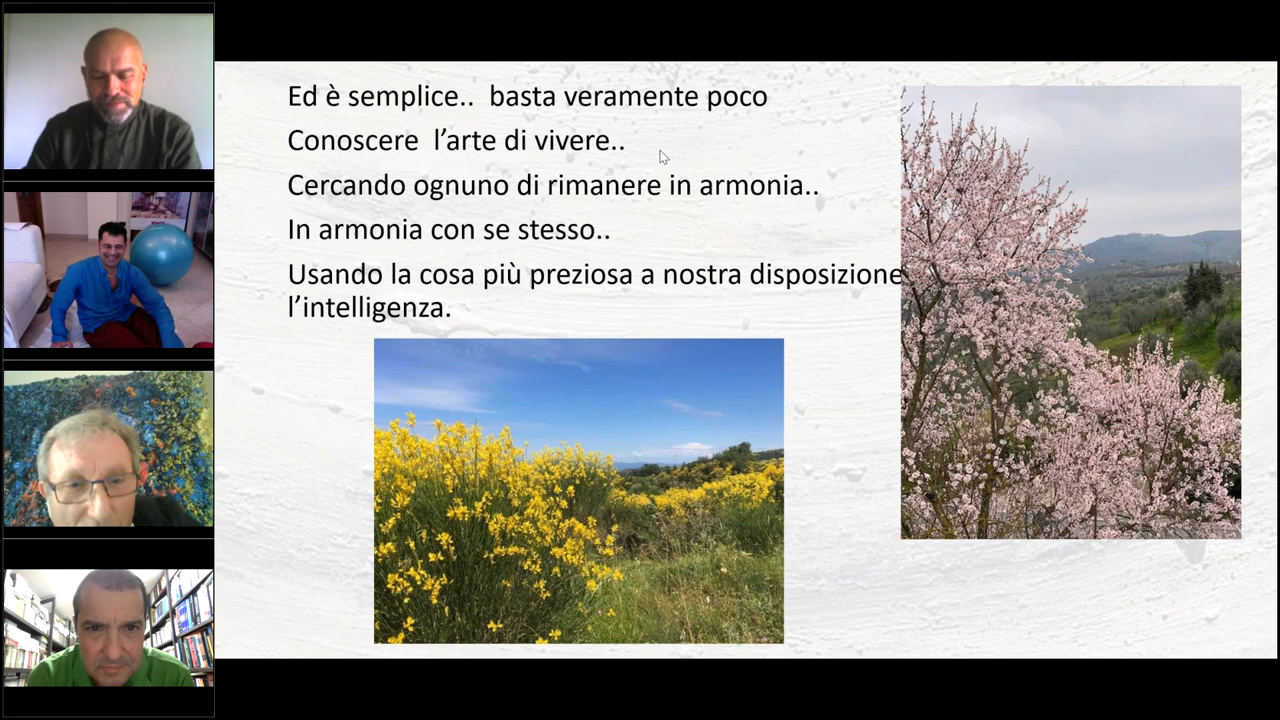 Ed è semplice.. basta veramente poco
Conoscere l’arte di vivere..
Cercando ognuno di rimanere in armonia..
In armonia con se stesso..
Usando la cosa più preziosa a nostra disposizione
l’intelligenza.